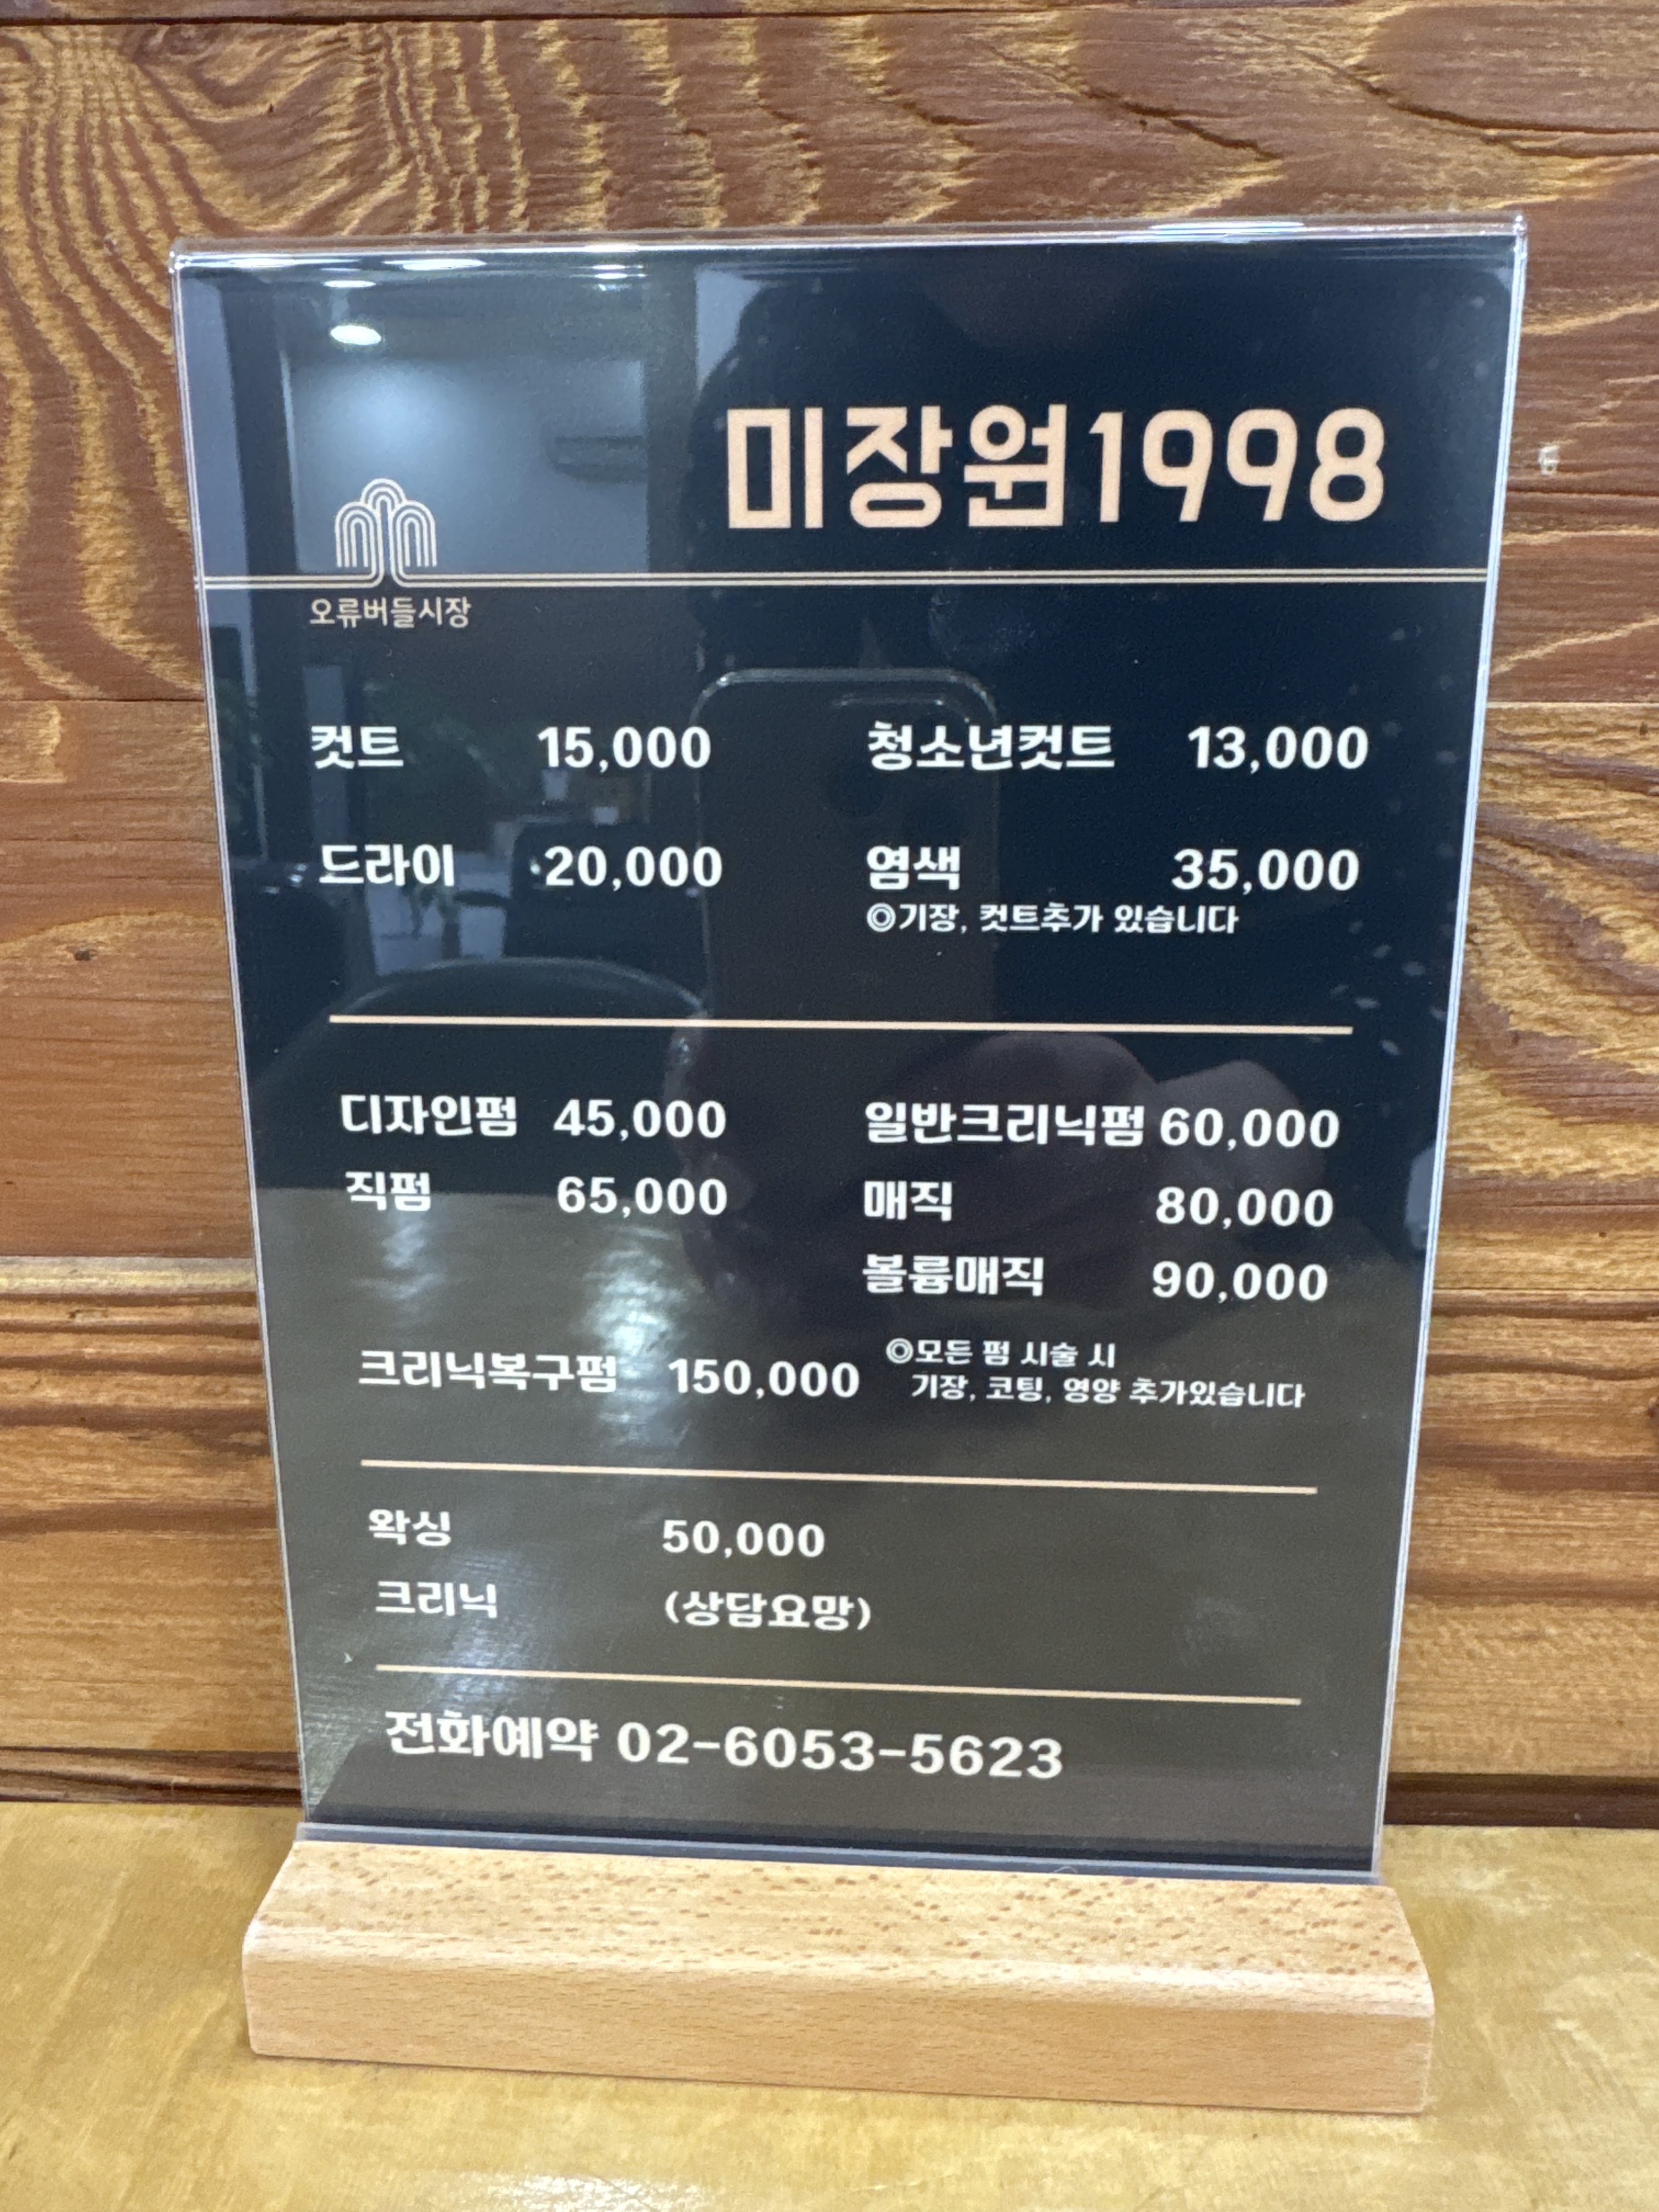 미장원1998
오류버들시장
컷트 15,000 청소년컷트 13,000
드라이 20,000 염색 35,000
◎기장, 컷트추가 있습니다
디자인펌 45,000 일반크리닉펌 60,000
직펌 65,000 매직 80,000
볼륨매직 90,000
크리닉복구펌 150,000 ◎모든 펌 시술 시
기장, 코팅, 영양 추가있습니다
왁싱 50,000
크리닉 (상담요망)
전화예약 02-6053-5623